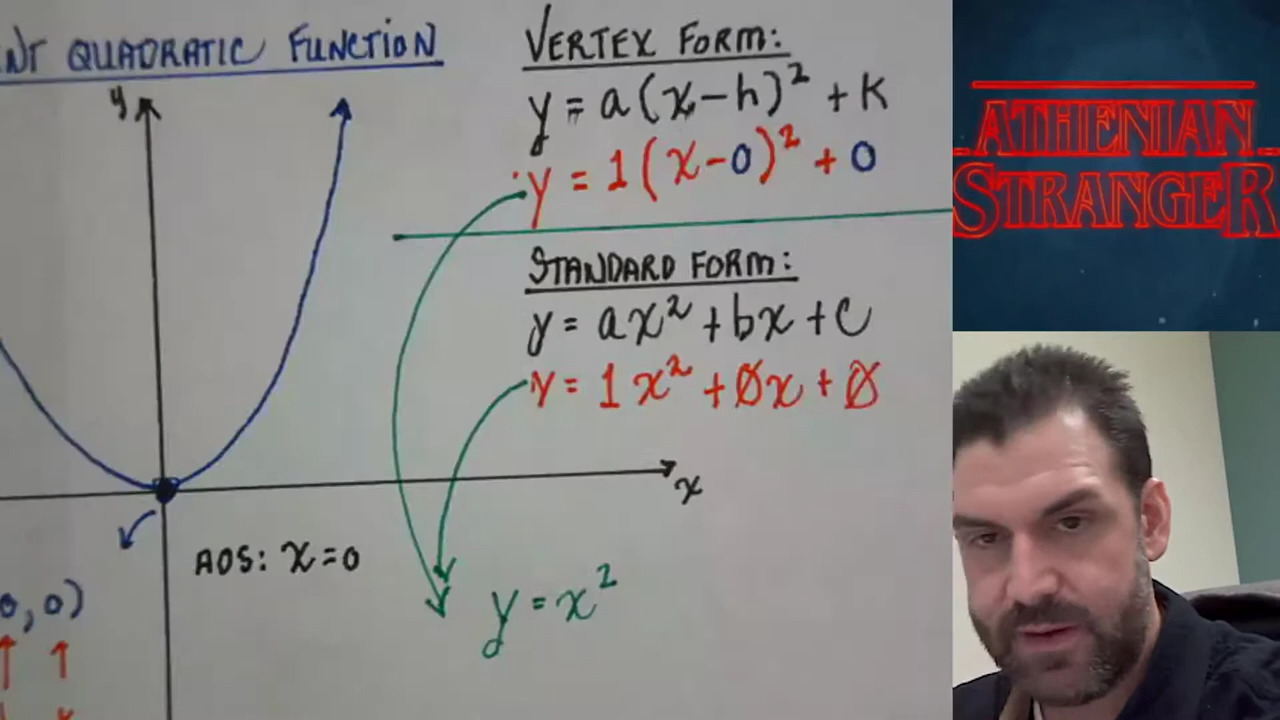 QUADRATIC FUNCTION
y
(0,0)
AOS: x=0
x
VERTEX FORM:
y = a(x-h)² + k
y = 1(x-0)² + 0
STANDARD FORM:
y = ax² + bx + c
y = 1x² + 0x + 0
y = x²
ATHENIAN
STRANGER